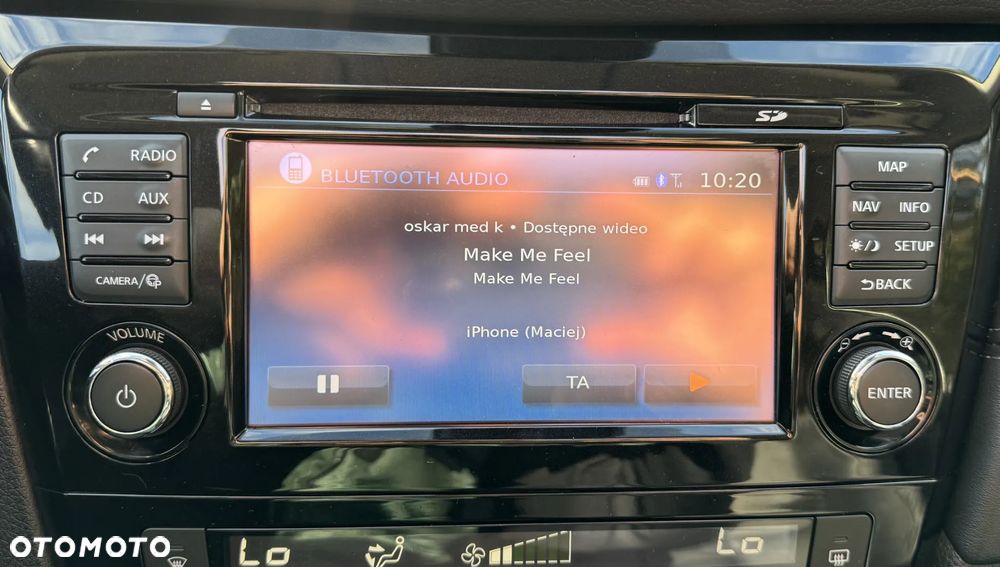 SD
RADIO
CD AUX
CAMERA/
VOLUME
BLUETOOTH AUDIO 10:20
oskar med k • Dostępne wideo
Make Me Feel
Make Me Feel
iPhone (Maciej)
TA
MAP
NAV INFO
SETUP
BACK
ENTER
Lo Lo
OTOMOTO